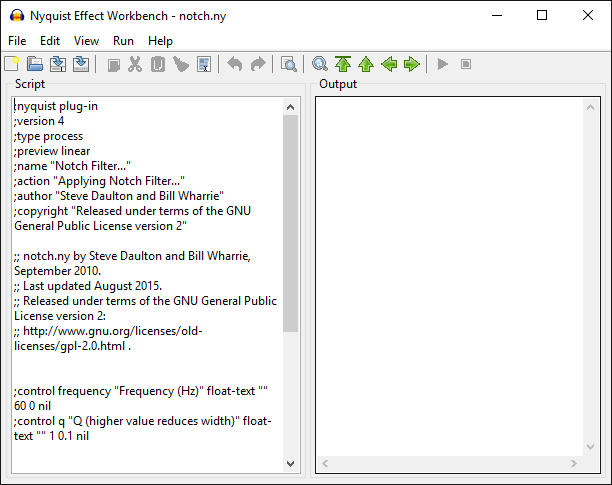 Nyquist Effect Workbench - notch.ny
File Edit View Run Help
Script
;nyquist plug-in
;version 4
;type process
;preview linear
;name "Notch Filter..."
;action "Applying Notch Filter..."
;author "Steve Daulton and Bill Wharrie"
;copyright "Released under terms of the GNU
General Public License version 2"
;; notch.ny by Steve Daulton and Bill Wharrie,
September 2010.
;; Last updated August 2015.
;; Released under terms of the GNU General Public
License version 2:
;; http://www.gnu.org/licenses/old-
licenses/gpl-2.0.html .
;control frequency "Frequency (Hz)" float-text ""
60 0 nil
;control q "Q (higher value reduces width)" float-
text "" 1 0.1 nil
Output